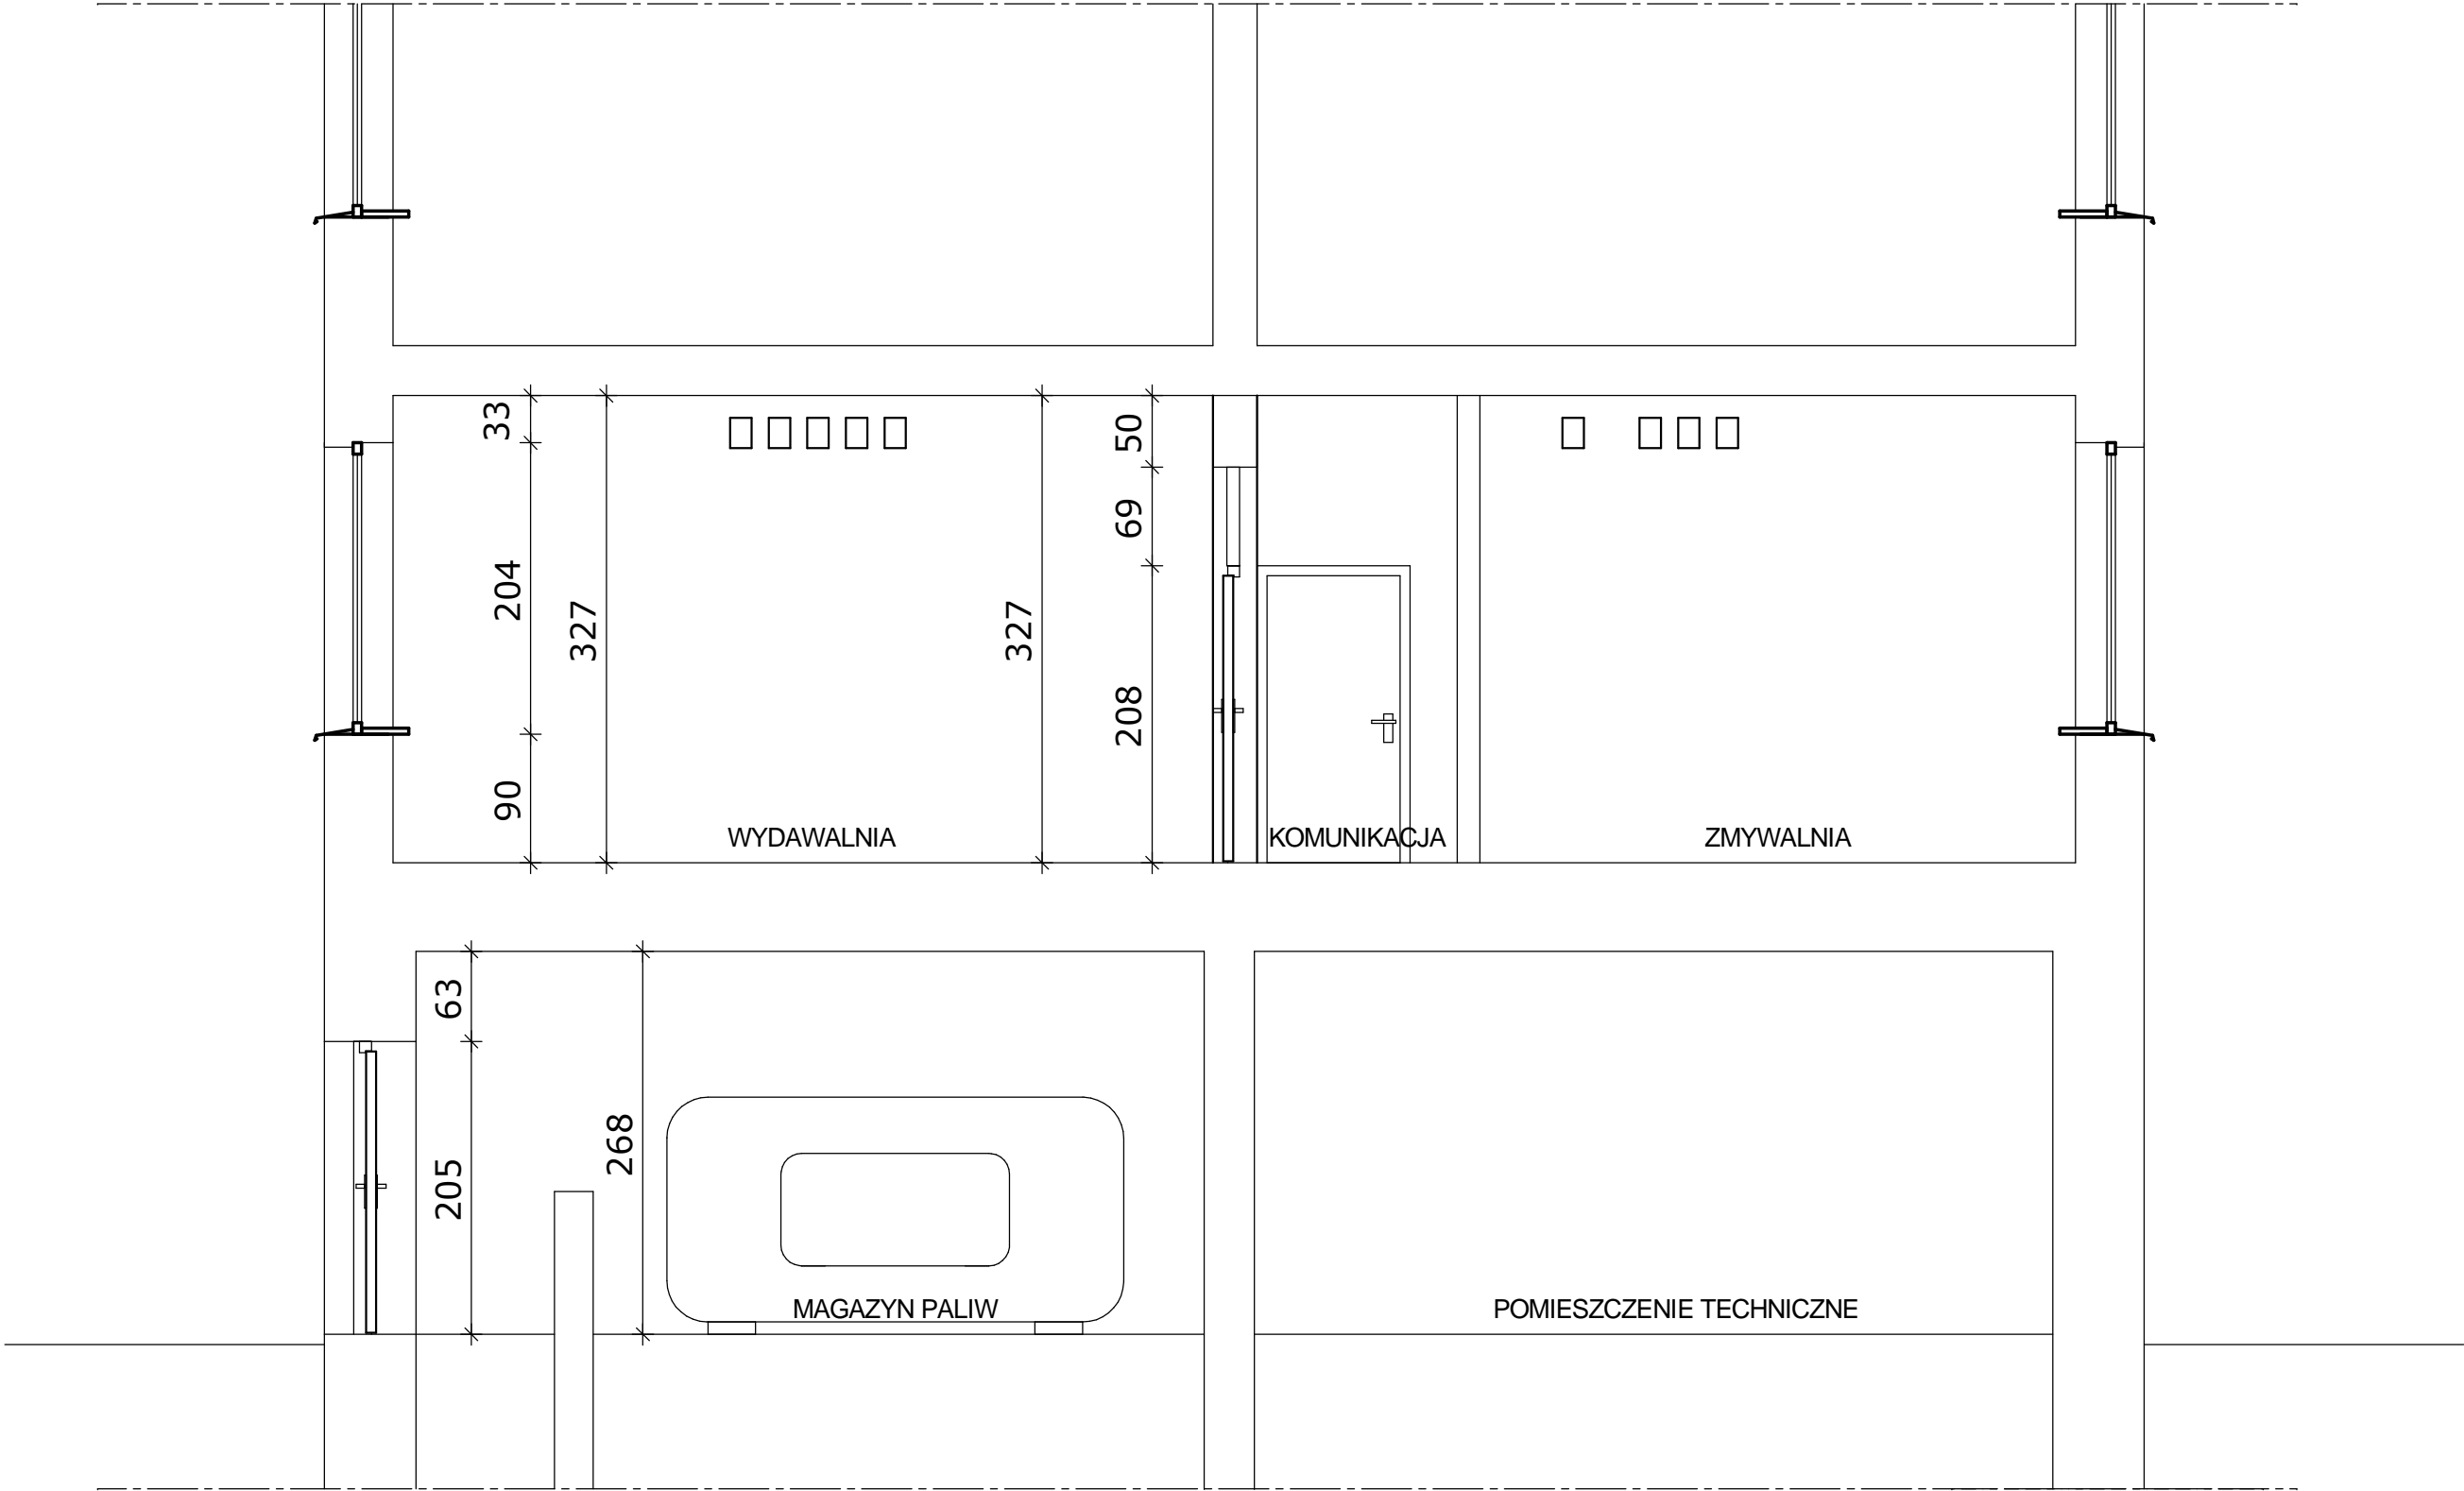 33
50
69
204
327
327
208
90
WYDAWALNIA
KOMUNIKACJA
ZMYWALNIA
63
268
205
MAGAZYN PALIW
POMIESZCZENIE TECHNICZNE